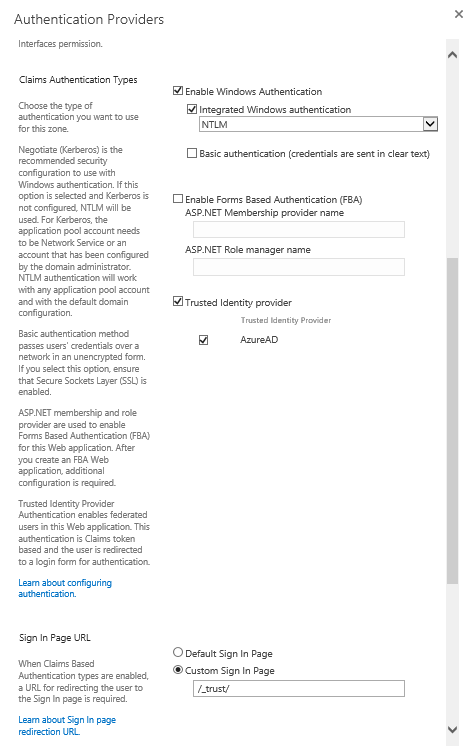 Authentication Providers
Interfaces permission.
Claims Authentication Types
Choose the type of
authentication you want to use
for this zone.
Negotiate (Kerberos) is the
recommended security
configuration to use with
Windows authentication. If this
option is selected and Kerberos is
not configured, NTLM will be
used. For Kerberos, the
application pool account needs
to be Network Service or an
account that has been configured
by the domain administrator.
NTLM authentication will work
with any application pool account
and with the default domain
configuration.
Basic authentication method
passes users' credentials over a
network in an unencrypted form.
If you select this option, ensure
that Secure Sockets Layer (SSL) is
enabled.
ASP.NET membership and role
provider are used to enable
Forms Based Authentication (FBA)
for this Web application. After
you create an FBA Web
application, additional
configuration is required.
Trusted Identity Provider
Authentication enables federated
users in this Web application. This
authentication is Claims token
based and the user is redirected
to a login form for authentication.
Learn about configuring
authentication.
Enable Windows Authentication
Integrated Windows authentication
NTLM
Basic authentication (credentials are sent in clear text)
Enable Forms Based Authentication (FBA)
ASP.NET Membership provider name
ASP.NET Role manager name
Trusted Identity provider
Trusted Identity Provider
AzureAD
Sign In Page URL
When Claims Based
Authentication types are enabled,
a URL for redirecting the user to
the Sign in page is required.
Learn about Sign In page
redirection URL.
Default Sign In Page
Custom Sign In Page
/_trust/